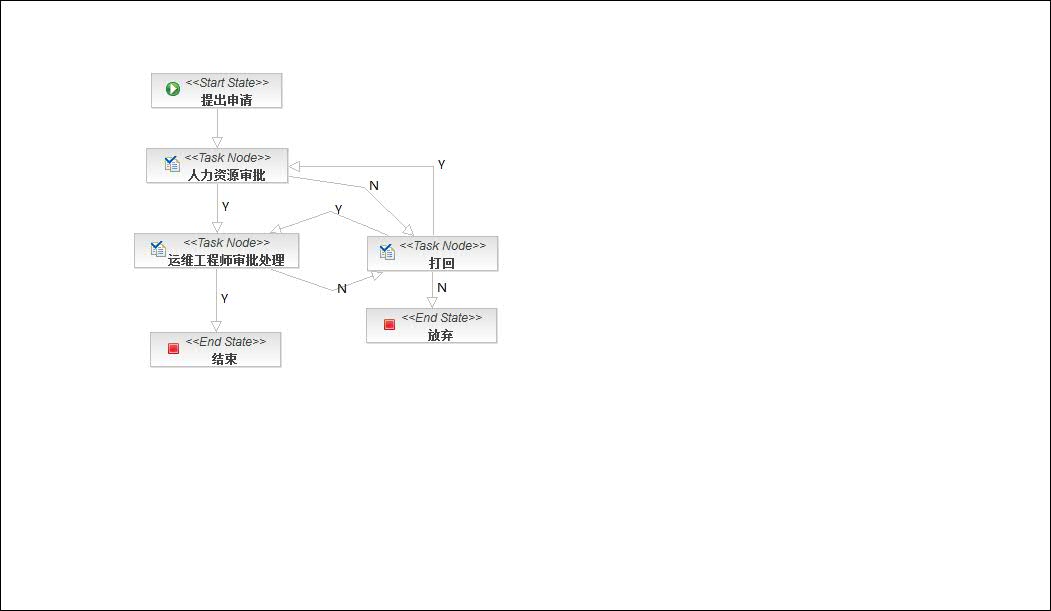 <<Start State>>
提出申请
<<Task Node>>
人力资源审批
Y
N
Y
Y
<<Task Node>>
运维工程师审批处理
<<Task Node>>
打回
N
N
Y
<<End State>>
放弃
<<End State>>
结束